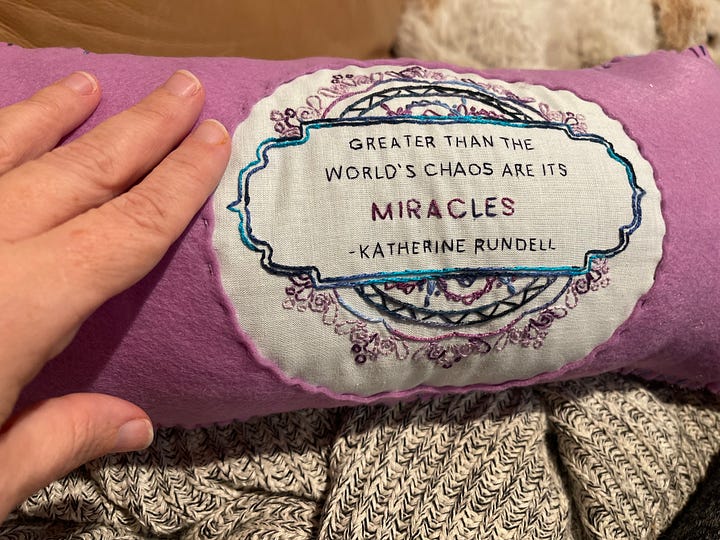 GREATER THAN THE
WORLD'S CHAOS ARE ITS
MIRACLES
-KATHERINE RUNDELL